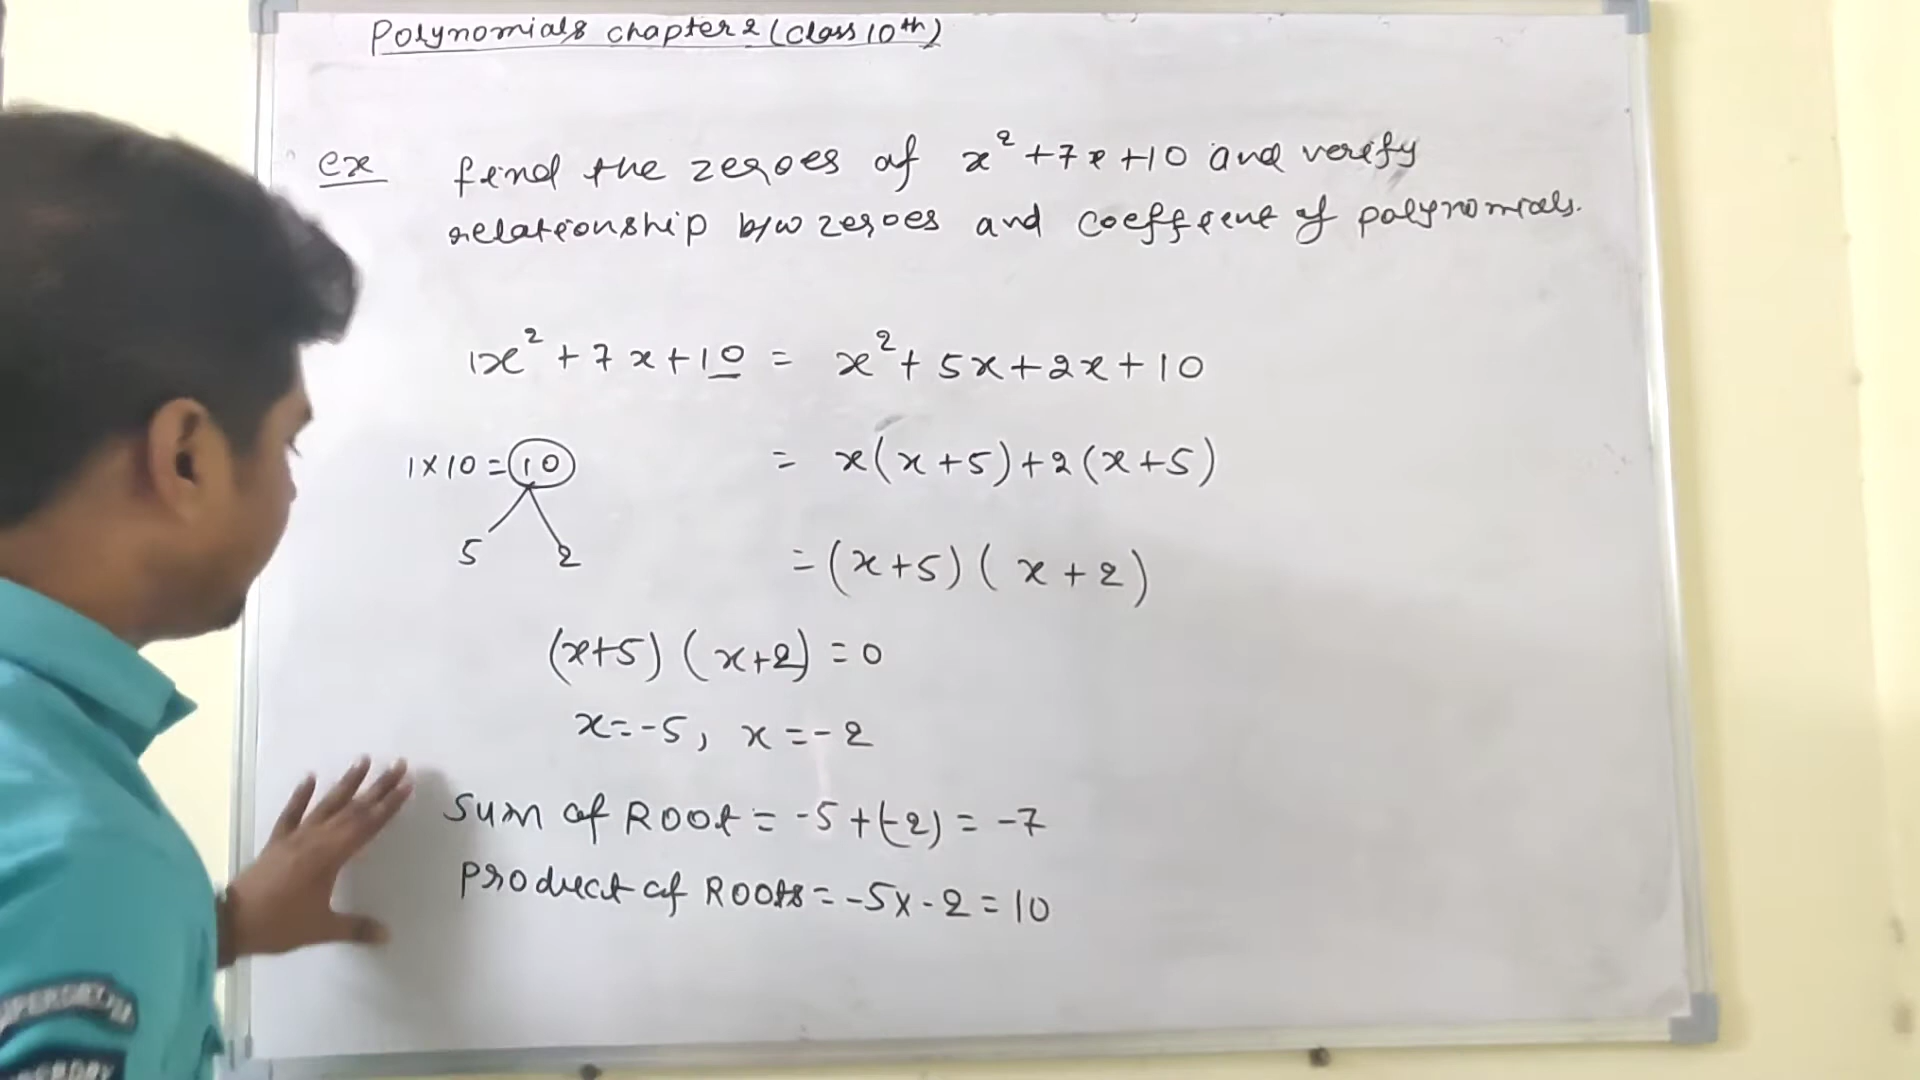 Polynomials chapter 2 (Class 10th)
ex find the zeroes of x² + 7x + 10 and verify
relationship b/w zeroes and coefficient of polynomials.
1x² + 7x + 10 = x² + 5x + 2x + 10
1 x 10 = 10 = x(x+5)+2(x+5)
5 2
= (x+5) (x+2)
(x+5) (x+2) = 0
x=-5, x=-2
Sum of Root = -5+(-2) = -7
Product of Roots = -5x-2 = 10